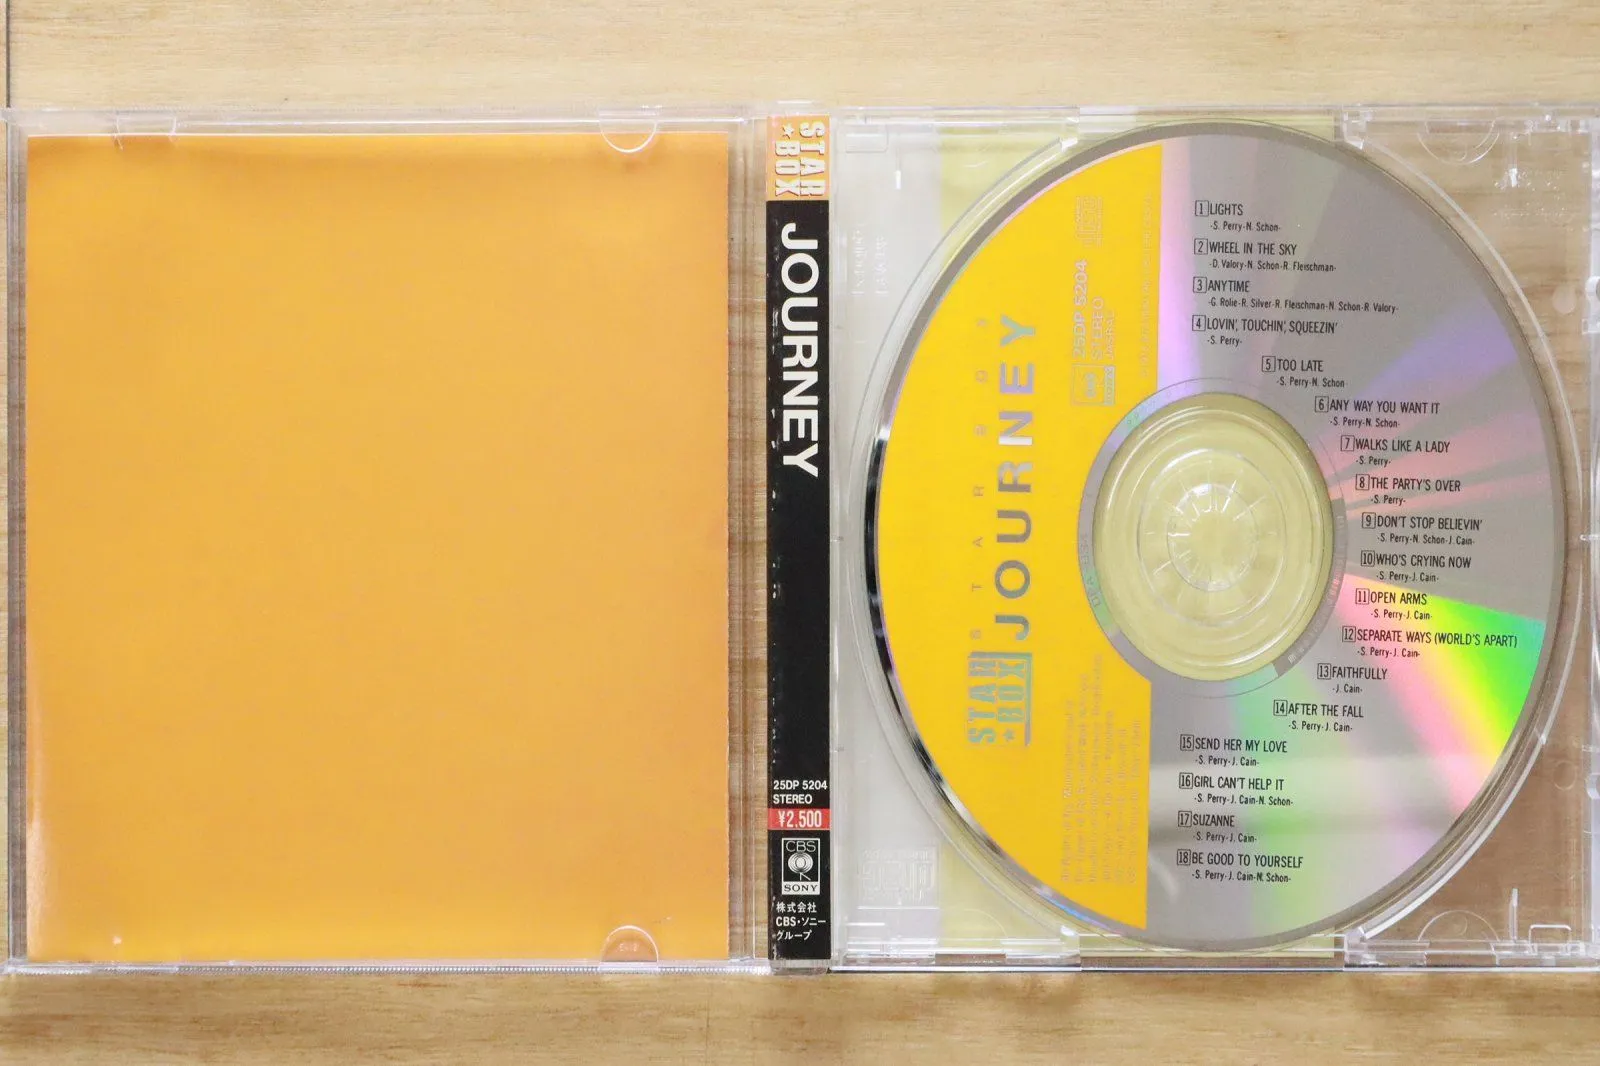 STAR
★BOX
JOURNEY
25DP 5204
STEREO
¥2,500
CBS
SONY
株式会社
CBS・ソニー
グループ
STAR
★BOX
STAR BOX
JOURNEY
25DP 5204
STEREO
JASRAC
1 LIGHTS
-S. Perry-N. Schon-
2 WHEEL IN THE SKY
-D. Valory-N. Schon-R. Fleischman-
3 ANYTIME
-G. Rolie-R. Silver-R. Fleischman-N. Schon-R. Valory-
4 LOVIN', TOUCHIN', SQUEEZIN'
-S. Perry-
5 TOO LATE
-S. Perry-N. Schon-
6 ANY WAY YOU WANT IT
-S. Perry-N. Schon-
7 WALKS LIKE A LADY
-S. Perry-
8 THE PARTY'S OVER
-S. Perry-
9 DON'T STOP BELIEVIN'
-S. Perry-N. Schon-J. Cain-
10 WHO'S CRYING NOW
-S. Perry-J. Cain-
11 OPEN ARMS
-S. Perry-J. Cain-
12 SEPARATE WAYS (WORLD'S APART)
-S. Perry-J. Cain-
13 FAITHFULLY
-J. Cain-
14 AFTER THE FALL
-S. Perry-J. Cain-
15 SEND HER MY LOVE
-S. Perry-J. Cain-
16 GIRL CAN'T HELP IT
-S. Perry-J. Cain-N. Schon-
17 SUZANNE
-S. Perry-J. Cain-
18 BE GOOD TO YOURSELF
-S. Perry-J. Cain-N. Schon-